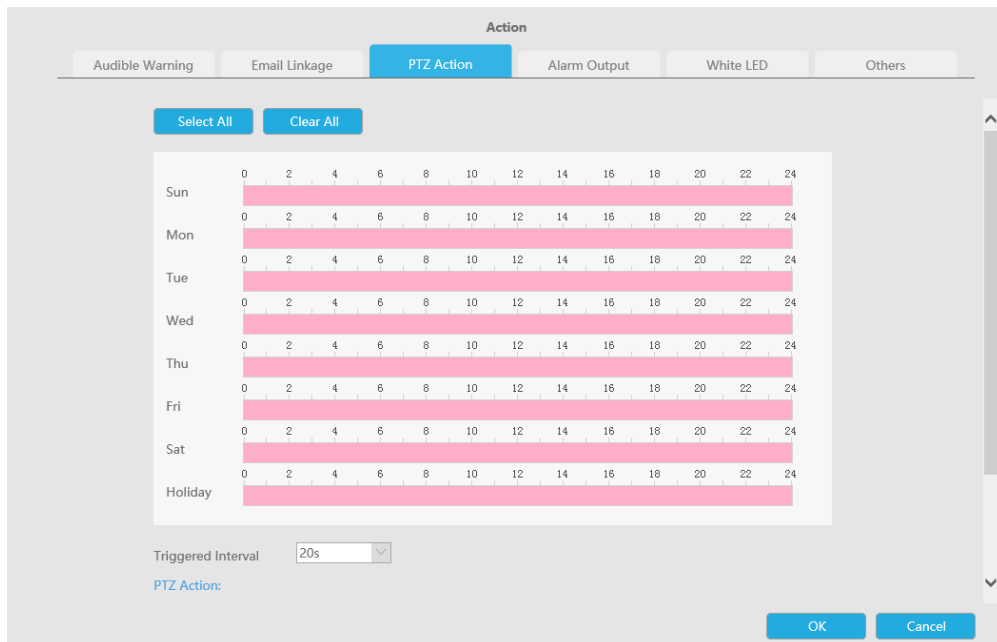 Action
Audible Warning Email Linkage PTZ Action Alarm Output White LED Others
Select All Clear All
0 2 4 6 8 10 12 14 16 18 20 22 24
Sun
0 2 4 6 8 10 12 14 16 18 20 22 24
Mon
0 2 4 6 8 10 12 14 16 18 20 22 24
Tue
0 2 4 6 8 10 12 14 16 18 20 22 24
Wed
0 2 4 6 8 10 12 14 16 18 20 22 24
Thu
0 2 4 6 8 10 12 14 16 18 20 22 24
Fri
0 2 4 6 8 10 12 14 16 18 20 22 24
Sat
0 2 4 6 8 10 12 14 16 18 20 22 24
Holiday
Triggered Interval 20s
PTZ Action:
OK Cancel